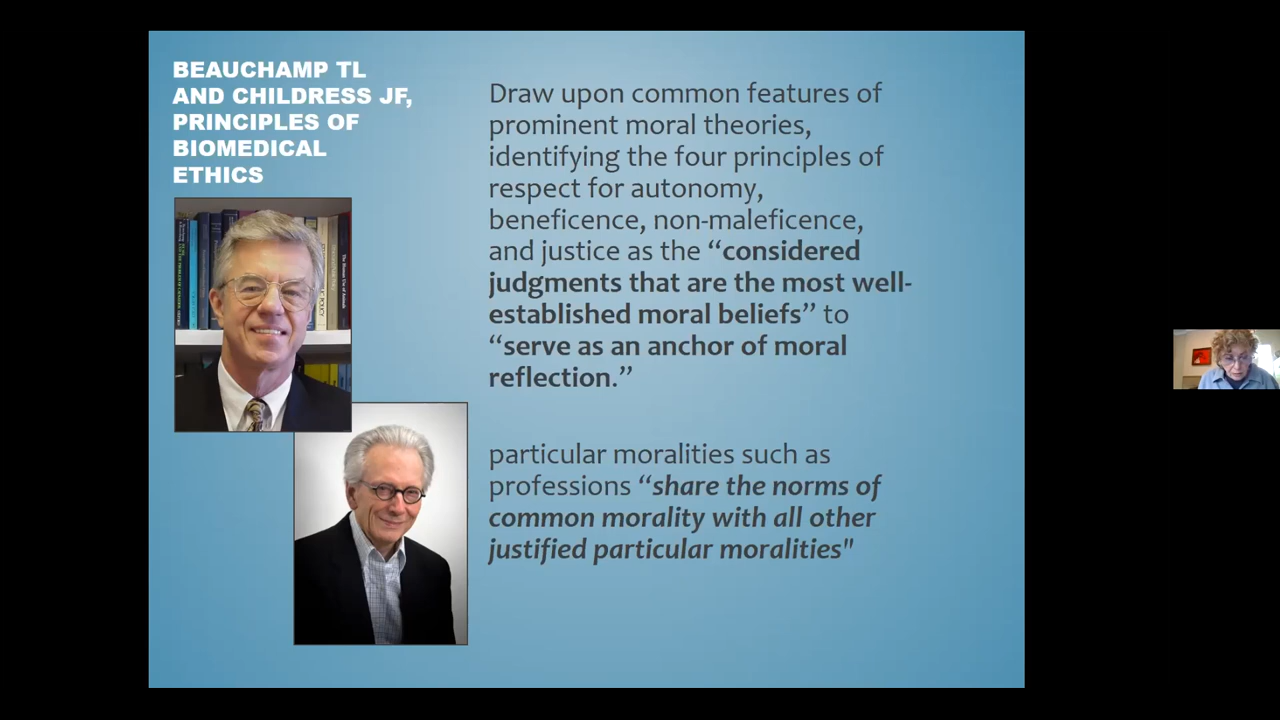 BEAUCHAMP TL
AND CHILDRESS JF,
PRINCIPLES OF
BIOMEDICAL
ETHICS
Draw upon common features of
prominent moral theories,
identifying the four principles of
respect for autonomy,
beneficence, non-maleficence,
and justice as the “considered
judgments that are the most well-
established moral beliefs” to
“serve as an anchor of moral
reflection.”
particular moralities such as
professions “share the norms of
common morality with all other
justified particular moralities"